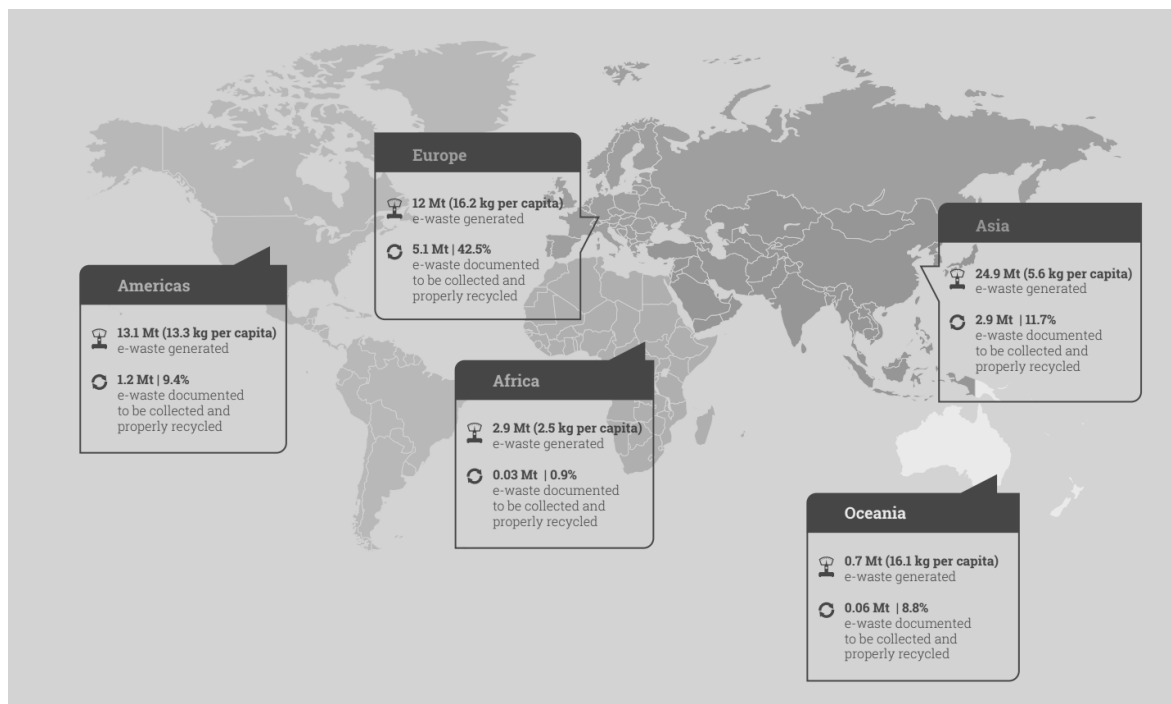 Europe
12 Mt (16.2 kg per capita)
e-waste generated
5.1 Mt | 42.5%
e-waste documented
to be collected and
properly recycled
Asia
24.9 Mt (5.6 kg per capita)
e-waste generated
2.9 Mt | 11.7%
e-waste documented
to be collected and
properly recycled
Americas
13.1 Mt (13.3 kg per capita)
e-waste generated
1.2 Mt | 9.4%
e-waste documented
to be collected and
properly recycled
Africa
2.9 Mt (2.5 kg per capita)
e-waste generated
0.03 Mt | 0.9%
e-waste documented
to be collected and
properly recycled
Oceania
0.7 Mt (16.1 kg per capita)
e-waste generated
0.06 Mt | 8.8%
e-waste documented
to be collected and
properly recycled